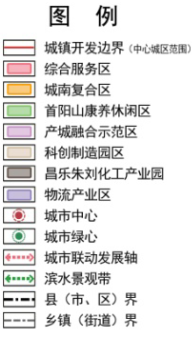 图 例
城镇开发边界（中心城区范围）
综合服务区
城南复合区
首阳山康养休闲区
产城融合示范区
科创制造园区
昌乐朱刘化工产业园
物流产业区
城市中心
城市绿心
城市联动发展轴
滨水景观带
县（市、区）界
乡镇（街道）界